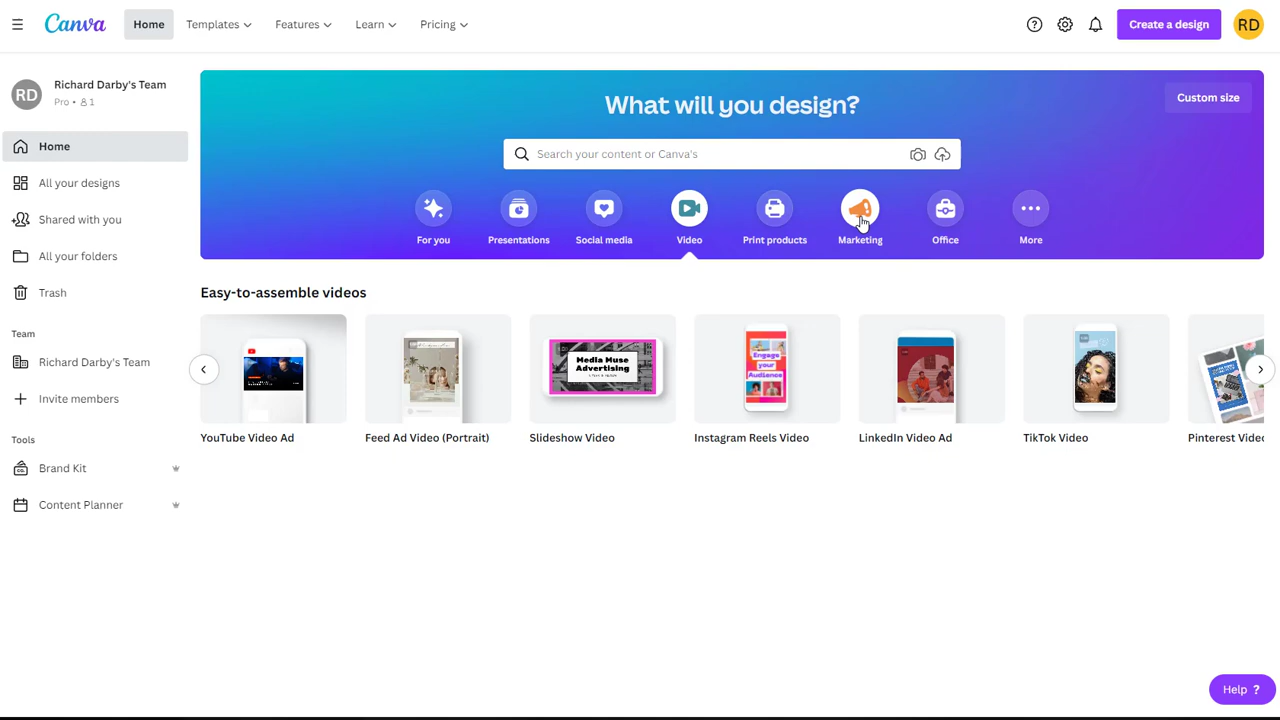 Canva
Home
Templates
Features
Learn
Pricing
Create a design
RD
RD
Richard Darby's Team
Pro • 1
Home
All your designs
Shared with you
All your folders
Trash
Team
Richard Darby's Team
Invite members
Tools
Brand Kit
Content Planner
What will you design?
Custom size
Search your content or Canva's
For you
Presentations
Social media
Video
Print products
Marketing
Office
More
Easy-to-assemble videos
Media Muse
Advertising
Engage
your
Audience
YouTube Video Ad
Feed Ad Video (Portrait)
Slideshow Video
Instagram Reels Video
LinkedIn Video Ad
TikTok Video
Pinterest Video
Help ?